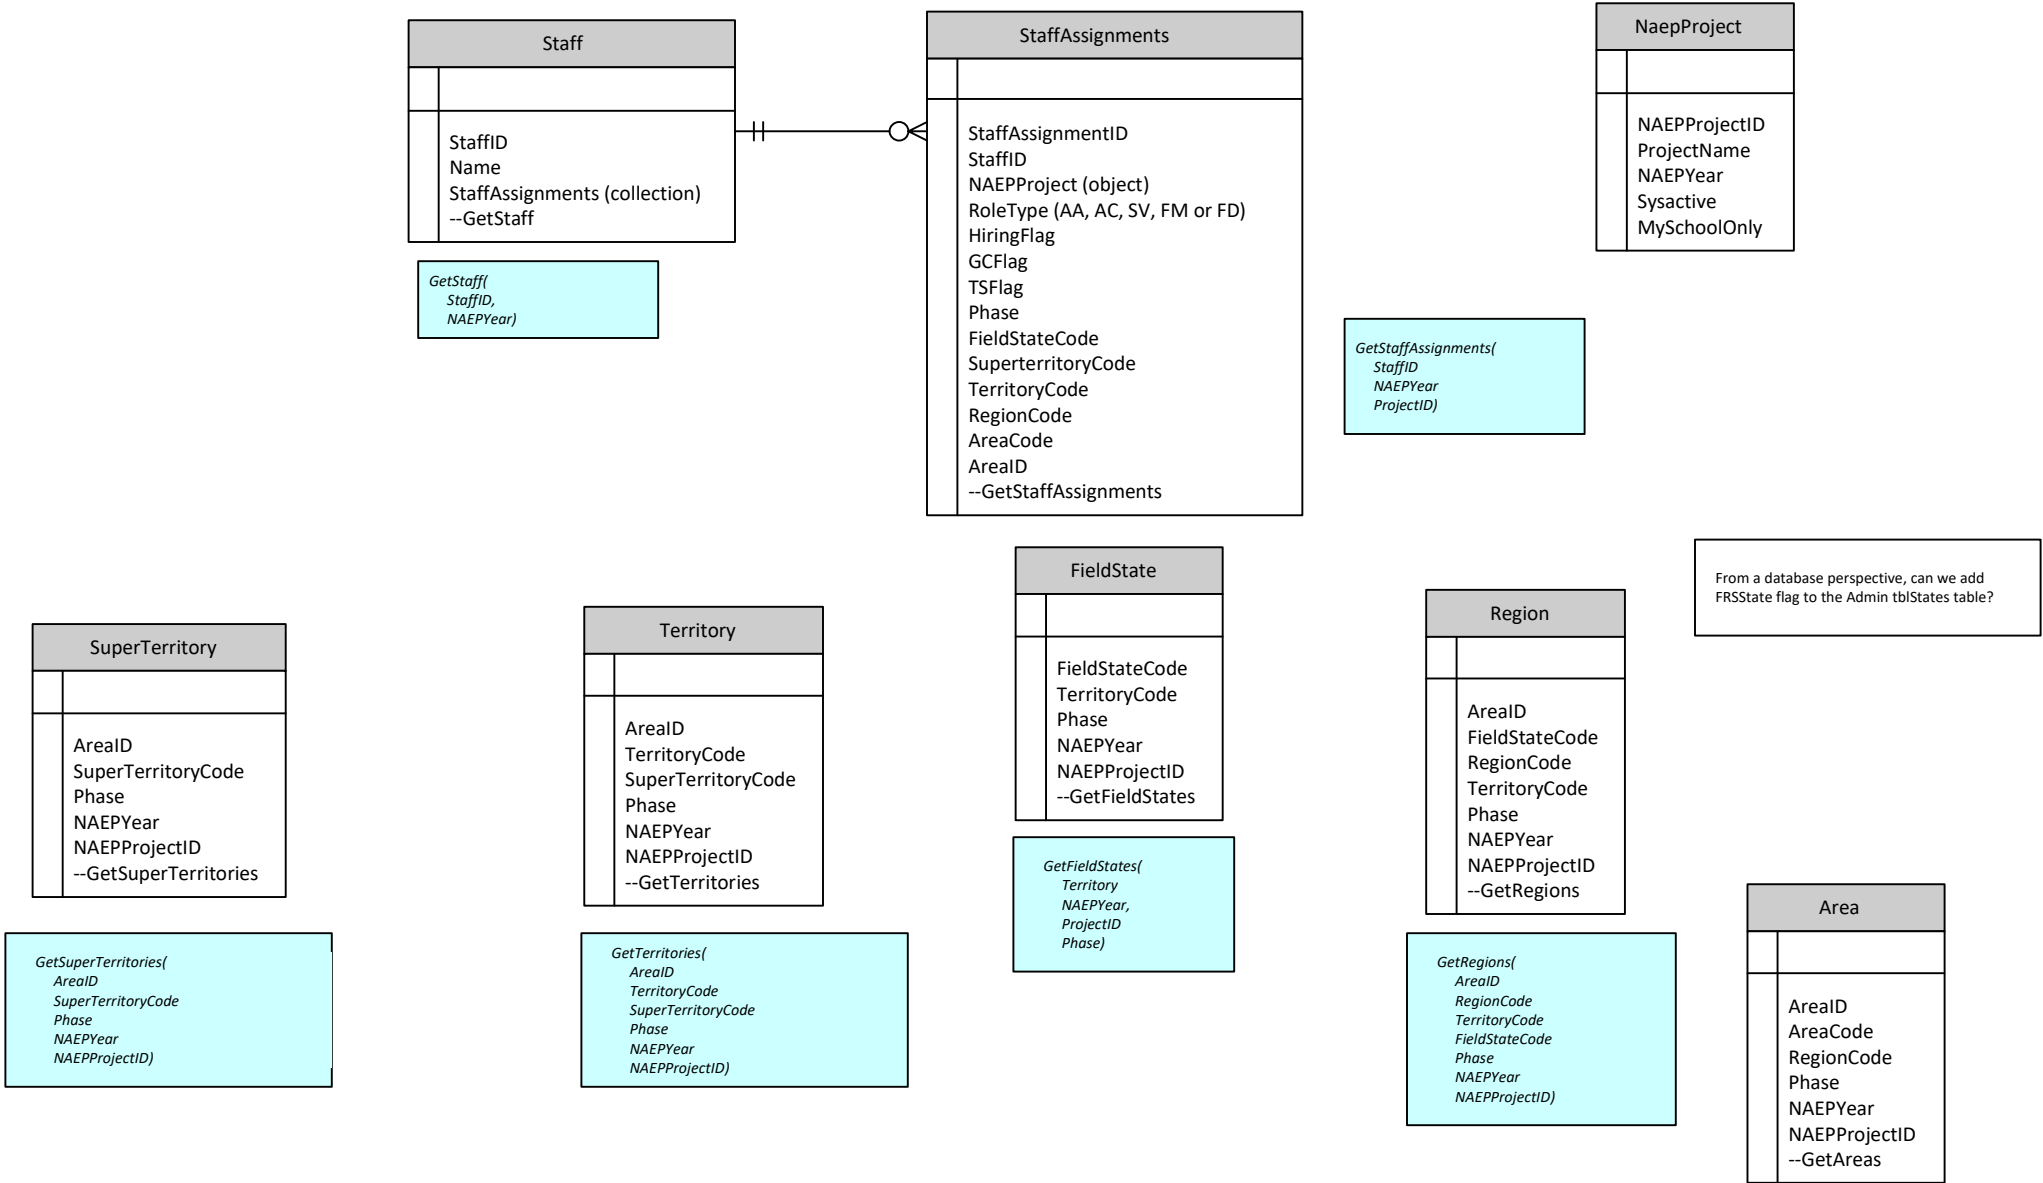 Staff
StaffID
Name
StaffAssignments (collection)
--GetStaff
GetStaff(
StaffID,
NAEPYear)
StaffAssignments
StaffAssignmentID
StaffID
NAEPProject (object)
RoleType (AA, AC, SV, FM or FD)
HiringFlag
GCFlag
TSFlag
Phase
FieldStateCode
SuperterritoryCode
TerritoryCode
RegionCode
AreaCode
AreaID
--GetStaffAssignments
NaepProject
NAEPProjectID
ProjectName
NAEPYear
Sysactive
MySchoolOnly
GetStaffAssignments(
StaffID
NAEPYear
ProjectID)
From a database perspective, can we add
FRSState flag to the Admin tblStates table?
SuperTerritory
AreaID
SuperTerritoryCode
Phase
NAEPYear
NAEPProjectID
--GetSuperTerritories
GetSuperTerritories(
AreaID
SuperTerritoryCode
Phase
NAEPYear
NAEPProjectID)
Territory
AreaID
TerritoryCode
SuperTerritoryCode
Phase
NAEPYear
NAEPProjectID
--GetTerritories
GetTerritories(
AreaID
TerritoryCode
SuperTerritoryCode
Phase
NAEPYear
NAEPProjectID)
FieldState
FieldStateCode
TerritoryCode
Phase
NAEPYear
NAEPProjectID
--GetFieldStates
GetFieldStates(
Territory
NAEPYear,
ProjectID
Phase)
Region
AreaID
FieldStateCode
RegionCode
TerritoryCode
Phase
NAEPYear
NAEPProjectID
--GetRegions
GetRegions(
AreaID
RegionCode
TerritoryCode
FieldStateCode
Phase
NAEPYear
NAEPProjectID)
Area
AreaID
AreaCode
RegionCode
Phase
NAEPYear
NAEPProjectID
--GetAreas